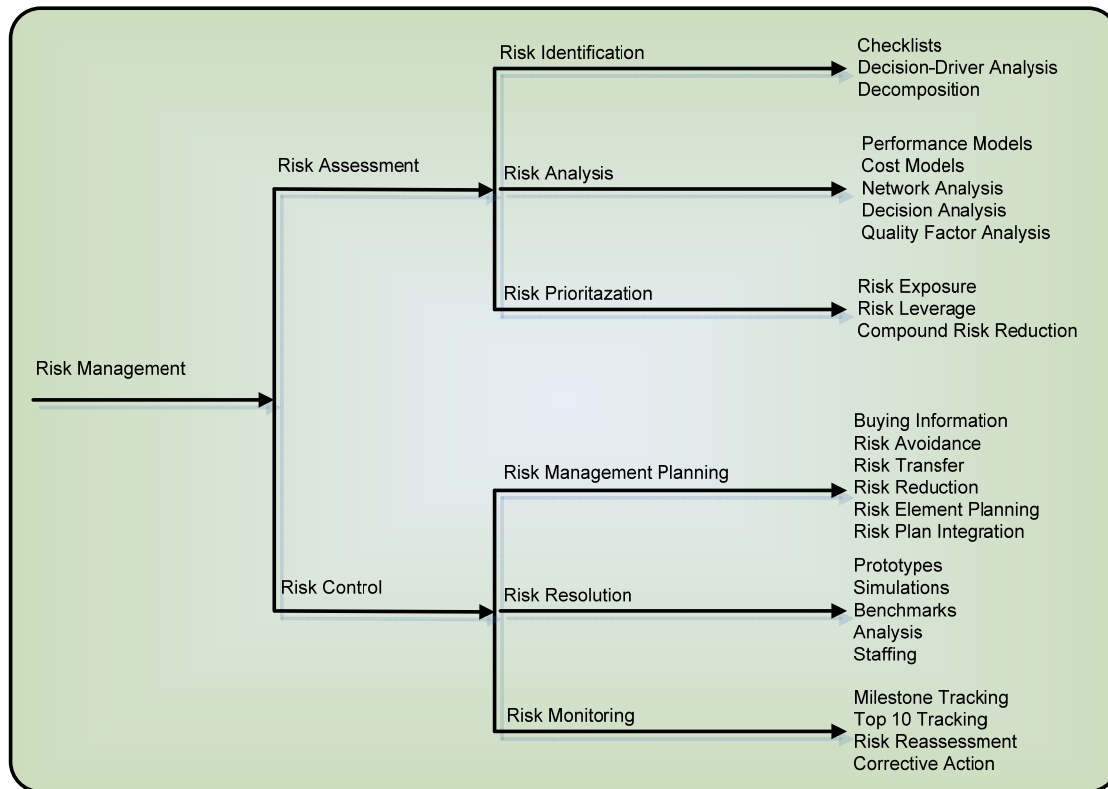 Risk Identification
Checklists
Decision-Driver Analysis
Decomposition
Risk Assessment
Risk Analysis
Performance Models
Cost Models
Network Analysis
Decision Analysis
Quality Factor Analysis
Risk Prioritazation
Risk Exposure
Risk Leverage
Compound Risk Reduction
Risk Management
Risk Management Planning
Buying Information
Risk Avoidance
Risk Transfer
Risk Reduction
Risk Element Planning
Risk Plan Integration
Risk Control
Risk Resolution
Prototypes
Simulations
Benchmarks
Analysis
Staffing
Risk Monitoring
Milestone Tracking
Top 10 Tracking
Risk Reassessment
Corrective Action